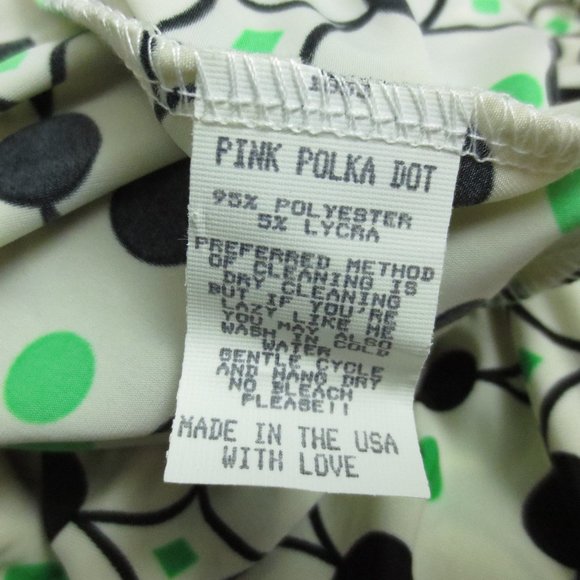 PINK POLKA DOT
95% POLYESTER
5% LYCRA
PREFERRED METHOD
OF CLEANING IS
DRY CLEANING
BUT IF YOU'RE
LAZY LIKE ME
YOU MAY ALSO
WASH IN COLD
WATER
GENTLE CYCLE
AND HANG DRY
NO BLEACH
PLEASE!!
MADE IN THE USA
WITH LOVE